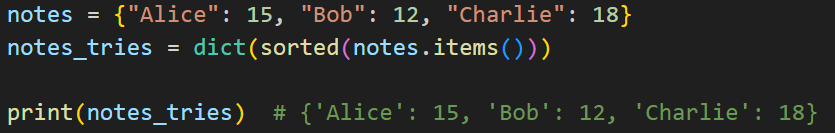 notes = {"Alice": 15, "Bob": 12, "Charlie": 18}
notes_tries = dict(sorted(notes.items()))
print(notes_tries)  # {'Alice': 15, 'Bob': 12, 'Charlie': 18}